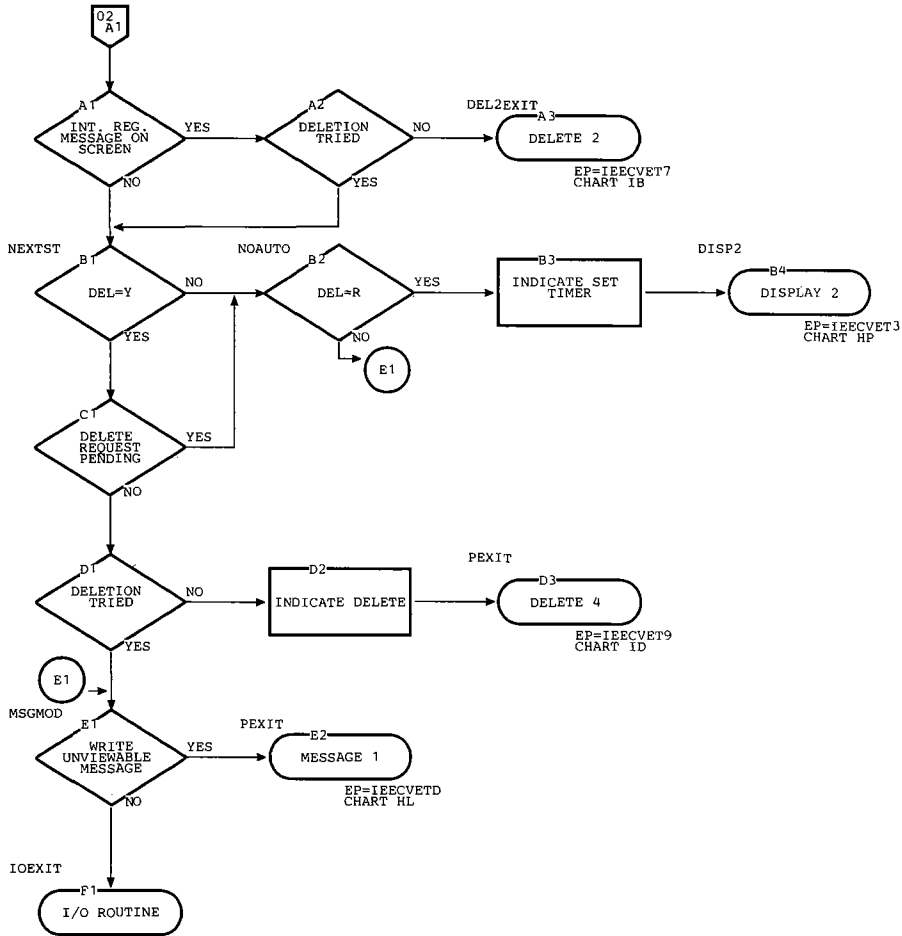 02
A1
A1
INT. REG.
MESSAGE ON
SCREEN
YES
NO
A2
DELETION
TRIED
NO
YES
DEL2EXIT
A3
DELETE 2
EP=IEECVET7
CHART IB
NEXTST
B1
DEL=Y
NO
YES
NOAUTO
B2
DEL=R
YES
NO
E1
B3
INDICATE SET
TIMER
DISP2
B4
DISPLAY 2
EP=IEECVET3
CHART HP
C1
DELETE
REQUEST
PENDING
YES
NO
D1
DELETION
TRIED
NO
YES
D2
INDICATE DELETE
PEXIT
D3
DELETE 4
EP=IEECVET9
CHART ID
E1
MSGMOD
E1
WRITE
UNVIEWABLE
MESSAGE
YES
NO
PEXIT
E2
MESSAGE 1
EP=IEECVETD
CHART HL
IOEXIT
F1
I/O ROUTINE